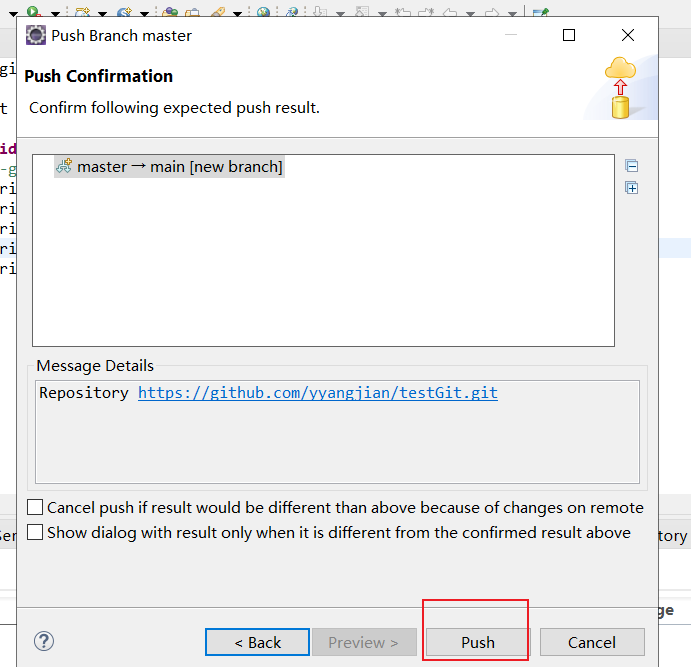 Push Branch master
Push Confirmation
Confirm following expected push result.
master → main [new branch]
Message Details
Repository https://github.com/yyangjian/testGit.git
Cancel push if result would be different than above because of changes on remote
Show dialog with result only when it is different from the confirmed result above
< Back
Preview >
Push
Cancel